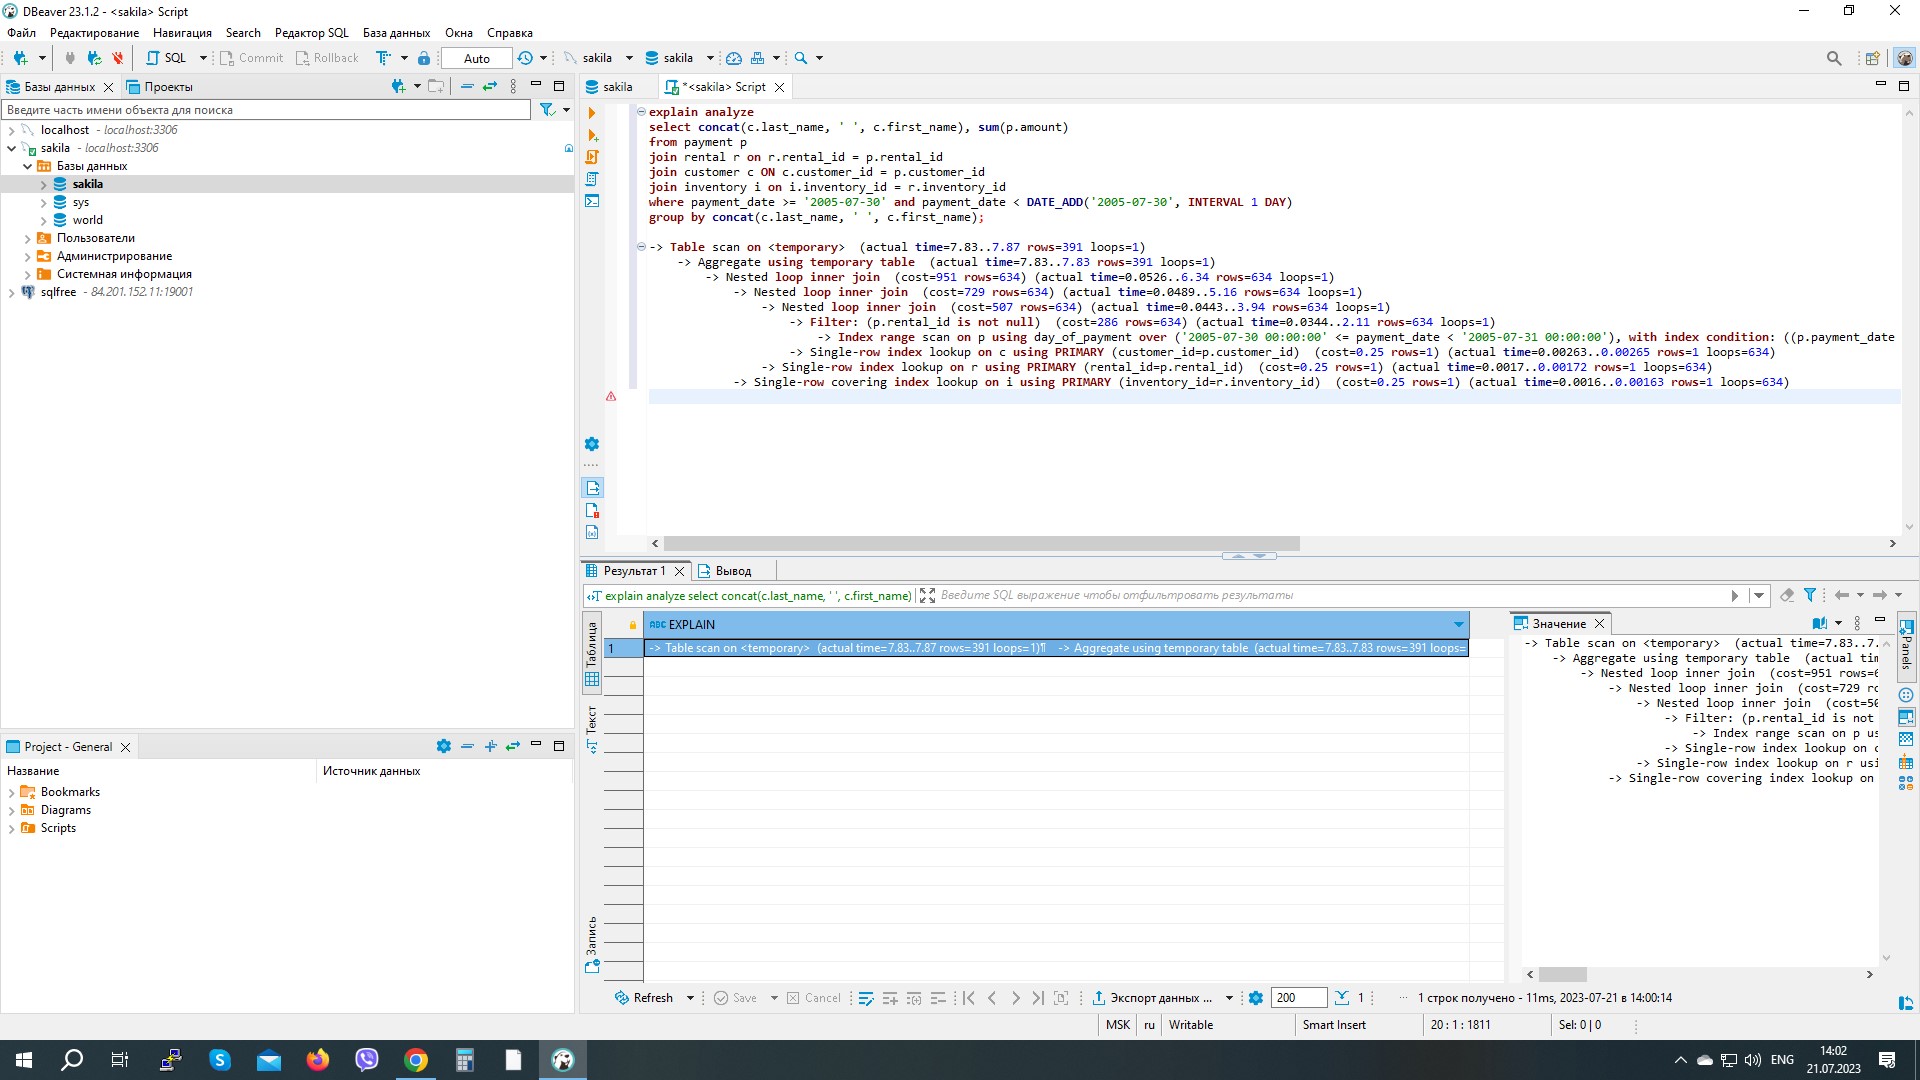 DBeaver 23.1.2 - <sakila> Script
Файл Редактирование Навигация Search Редактор SQL База данных Окна Справка
SQL Commit Rollback Auto sakila sakila
Базы данных Проекты
Введите часть имени объекта для поиска
localhost - localhost:3306
sakila - localhost:3306
Базы данных
sakila
sys
world
Пользователи
Администрирование
Системная информация
sqlfree - 84.201.152.11:19001
Project - General
Название Источник данных
Bookmarks
Diagrams
Scripts
sakila *<sakila> Script
explain analyze
select concat(c.last_name, ' ', c.first_name), sum(p.amount)
from payment p
join rental r on r.rental_id = p.rental_id
join customer c ON c.customer_id = p.customer_id
join inventory i on i.inventory_id = r.inventory_id
where payment_date >= '2005-07-30' and payment_date < DATE_ADD('2005-07-30', INTERVAL 1 DAY)
group by concat(c.last_name, ' ', c.first_name);
-> Table scan on <temporary>  (actual time=7.83..7.87 rows=391 loops=1)
-> Aggregate using temporary table  (actual time=7.83..7.83 rows=391 loops=1)
-> Nested loop inner join  (cost=951 rows=634) (actual time=0.0526..6.34 rows=634 loops=1)
-> Nested loop inner join  (cost=729 rows=634) (actual time=0.0489..5.16 rows=634 loops=1)
-> Nested loop inner join  (cost=507 rows=634) (actual time=0.0443..3.94 rows=634 loops=1)
-> Filter: (p.rental_id is not null)  (cost=286 rows=634) (actual time=0.0344..2.11 rows=634 loops=1)
-> Index range scan on p using day_of_payment over ('2005-07-30 00:00:00' <= payment_date < '2005-07-31 00:00:00'), with index condition: ((p.payment_date
-> Single-row index lookup on c using PRIMARY (customer_id=p.customer_id)  (cost=0.25 rows=1) (actual time=0.00263..0.00265 rows=1 loops=634)
-> Single-row index lookup on r using PRIMARY (rental_id=p.rental_id)  (cost=0.25 rows=1) (actual time=0.0017..0.00172 rows=1 loops=634)
-> Single-row covering index lookup on i using PRIMARY (inventory_id=r.inventory_id)  (cost=0.25 rows=1) (actual time=0.0016..0.00163 rows=1 loops=634)
Результат 1 Вывод
explain analyze select concat(c.last_name, ' ', c.first_name) Введите SQL выражение чтобы отфильтровать результаты
Таблица
Текст
Запись
ABC EXPLAIN
1 -> Table scan on <temporary>  (actual time=7.83..7.87 rows=391 loops=1)¶    -> Aggregate using temporary table  (actual time=7.83..7.83 rows=391 loops=
Значение
-> Table scan on <temporary>  (actual time=7.83..7.
-> Aggregate using temporary table  (actual tim
-> Nested loop inner join  (cost=951 rows=6
-> Nested loop inner join  (cost=729 ro
-> Nested loop inner join  (cost=50
-> Filter: (p.rental_id is not
-> Index range scan on p us
-> Single-row index lookup on c
-> Single-row index lookup on r usi
-> Single-row covering index lookup on
Panels
Refresh Save Cancel Экспорт данных ... 200 1 ... 1 строк получено - 11ms, 2023-07-21 в 14:00:14
MSK ru Writable Smart Insert 20 : 1 : 1811 Sel: 0 | 0
ENG 14:02
21.07.2023